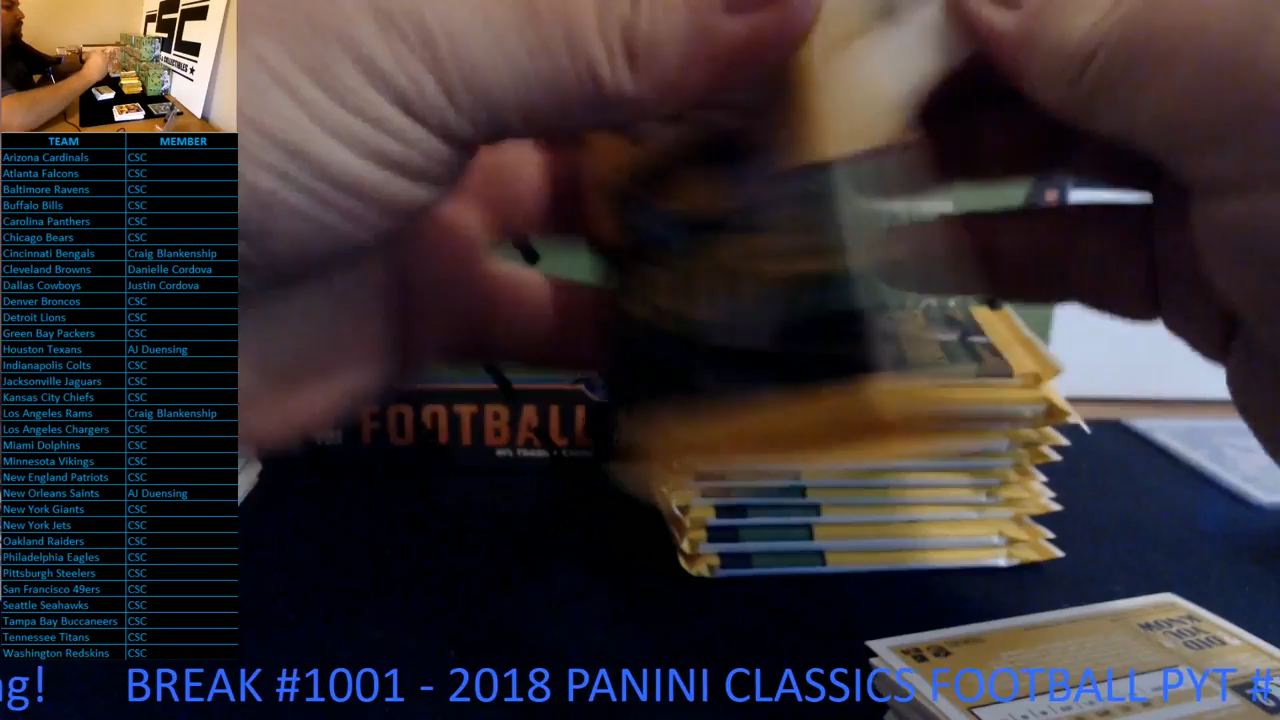 CSC
& COLLECTIBLES
TEAM MEMBER
Arizona Cardinals CSC
Atlanta Falcons CSC
Baltimore Ravens CSC
Buffalo Bills CSC
Carolina Panthers CSC
Chicago Bears CSC
Cincinnati Bengals Craig Blankenship
Cleveland Browns Danielle Cordova
Dallas Cowboys Justin Cordova
Denver Broncos CSC
Detroit Lions CSC
Green Bay Packers CSC
Houston Texans AJ Duensing
Indianapolis Colts CSC
Jacksonville Jaguars CSC
Kansas City Chiefs CSC
Los Angeles Rams Craig Blankenship
Los Angeles Chargers CSC
Miami Dolphins CSC
Minnesota Vikings CSC
New England Patriots CSC
New Orleans Saints AJ Duensing
New York Giants CSC
New York Jets CSC
Oakland Raiders CSC
Philadelphia Eagles CSC
Pittsburgh Steelers CSC
San Francisco 49ers CSC
Seattle Seahawks CSC
Tampa Bay Buccaneers CSC
Tennessee Titans CSC
Washington Redskins CSC
FOOTBALL
DID
YOU
KNOW
g! BREAK #1001 - 2018 PANINI CLASSICS FOOTBALL PYT #